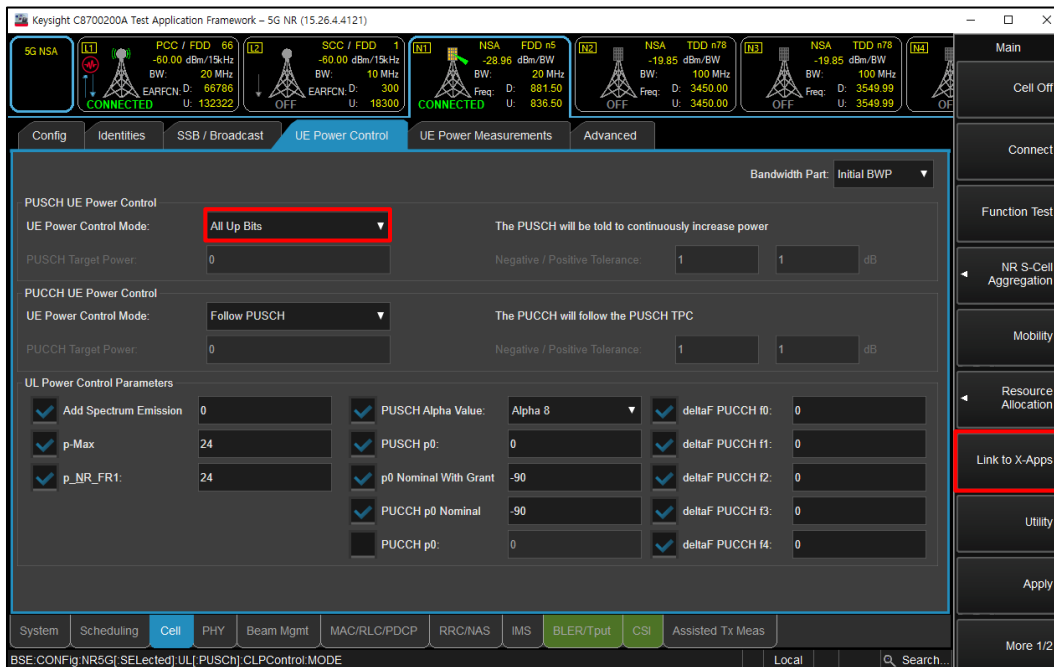 Keysight C8700200A Test Application Framework – 5G NR (15.26.4.4121)
5G NSA
L1 PCC / FDD 66
-60.00 dBm/15kHz
BW: 20 MHz
EARFCN: D: 66786
CONNECTED U: 132322
L2 SCC / FDD 1
-60.00 dBm/15kHz
BW: 10 MHz
EARFCN: D: 300
OFF U: 18300
N1 NSA FDD n5
-28.96 dBm/BW
BW: 20 MHz
Freq: D: 881.50
CONNECTED U: 836.50
N2 NSA TDD n78
-19.85 dBm/BW
BW: 100 MHz
Freq: D: 3450.00
OFF U: 3450.00
N3 NSA TDD n78
-19.85 dBm/BW
BW: 100 MHz
Freq: D: 3549.99
OFF U: 3549.99
N4
OF
Config Identities SSB / Broadcast UE Power Control UE Power Measurements Advanced
Bandwidth Part: Initial BWP
PUSCH UE Power Control
UE Power Control Mode: All Up Bits The PUSCH will be told to continuously increase power
PUSCH Target Power: 0 Negative / Positive Tolerance: 1 1 dB
PUCCH UE Power Control
UE Power Control Mode: Follow PUSCH The PUCCH will follow the PUSCH TPC
PUCCH Target Power: 0 Negative / Positive Tolerance: 1 1 dB
UL Power Control Parameters
Add Spectrum Emission 0 PUSCH Alpha Value: Alpha 8 deltaF PUCCH f0: 0
p-Max 24 PUSCH p0: 0 deltaF PUCCH f1: 0
p_NR_FR1: 24 p0 Nominal With Grant -90 deltaF PUCCH f2: 0
PUCCH p0 Nominal -90 deltaF PUCCH f3: 0
PUCCH p0: 0 deltaF PUCCH f4: 0
System Scheduling Cell PHY Beam Mgmt MAC/RLC/PDCP RRC/NAS IMS BLER/Tput CSI Assisted Tx Meas
BSE:CONFig:NR5G[:SELected]:UL[:PUSCh]:CLPControl:MODE Local Search...
Main
Cell Off
Connect
Function Test
NR S-Cell
Aggregation
Mobility
Resource
Allocation
Link to X-Apps
Utility
Apply
More 1/2